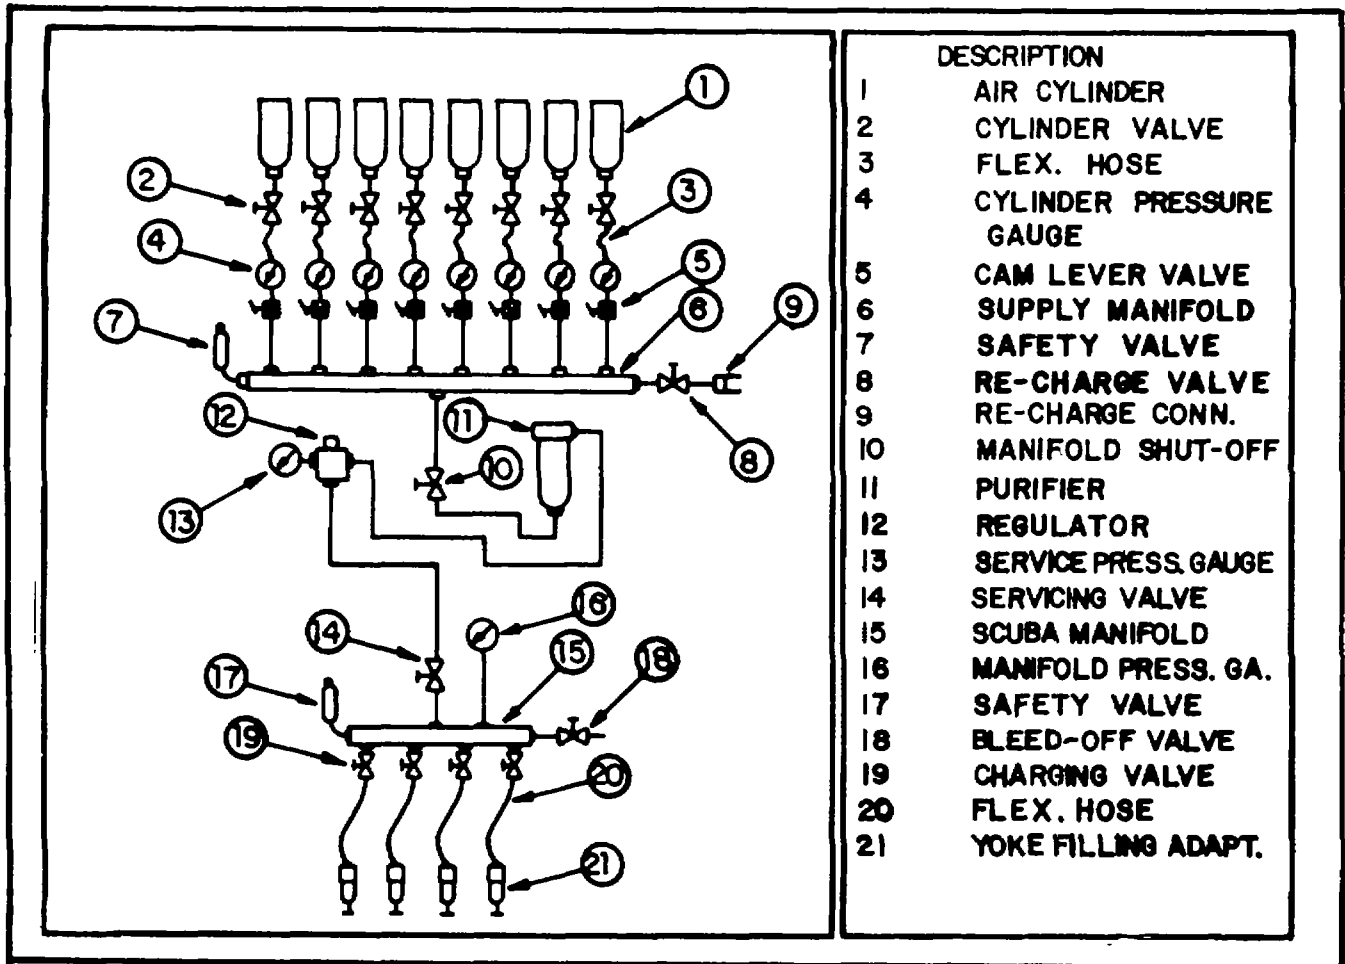 1
2
3
4
5
6
7
9
8
10
11
12
13
14
15
16
17
18
19
20
21
DESCRIPTION
1 AIR CYLINDER
2 CYLINDER VALVE
3 FLEX. HOSE
4 CYLINDER PRESSURE
GAUGE
5 CAM LEVER VALVE
6 SUPPLY MANIFOLD
7 SAFETY VALVE
8 RE-CHARGE VALVE
9 RE-CHARGE CONN.
10 MANIFOLD SHUT-OFF
11 PURIFIER
12 REGULATOR
13 SERVICE PRESS. GAUGE
14 SERVICING VALVE
15 SCUBA MANIFOLD
16 MANIFOLD PRESS. GA.
17 SAFETY VALVE
18 BLEED-OFF VALVE
19 CHARGING VALVE
20 FLEX. HOSE
21 YOKE FILLING ADAPT.